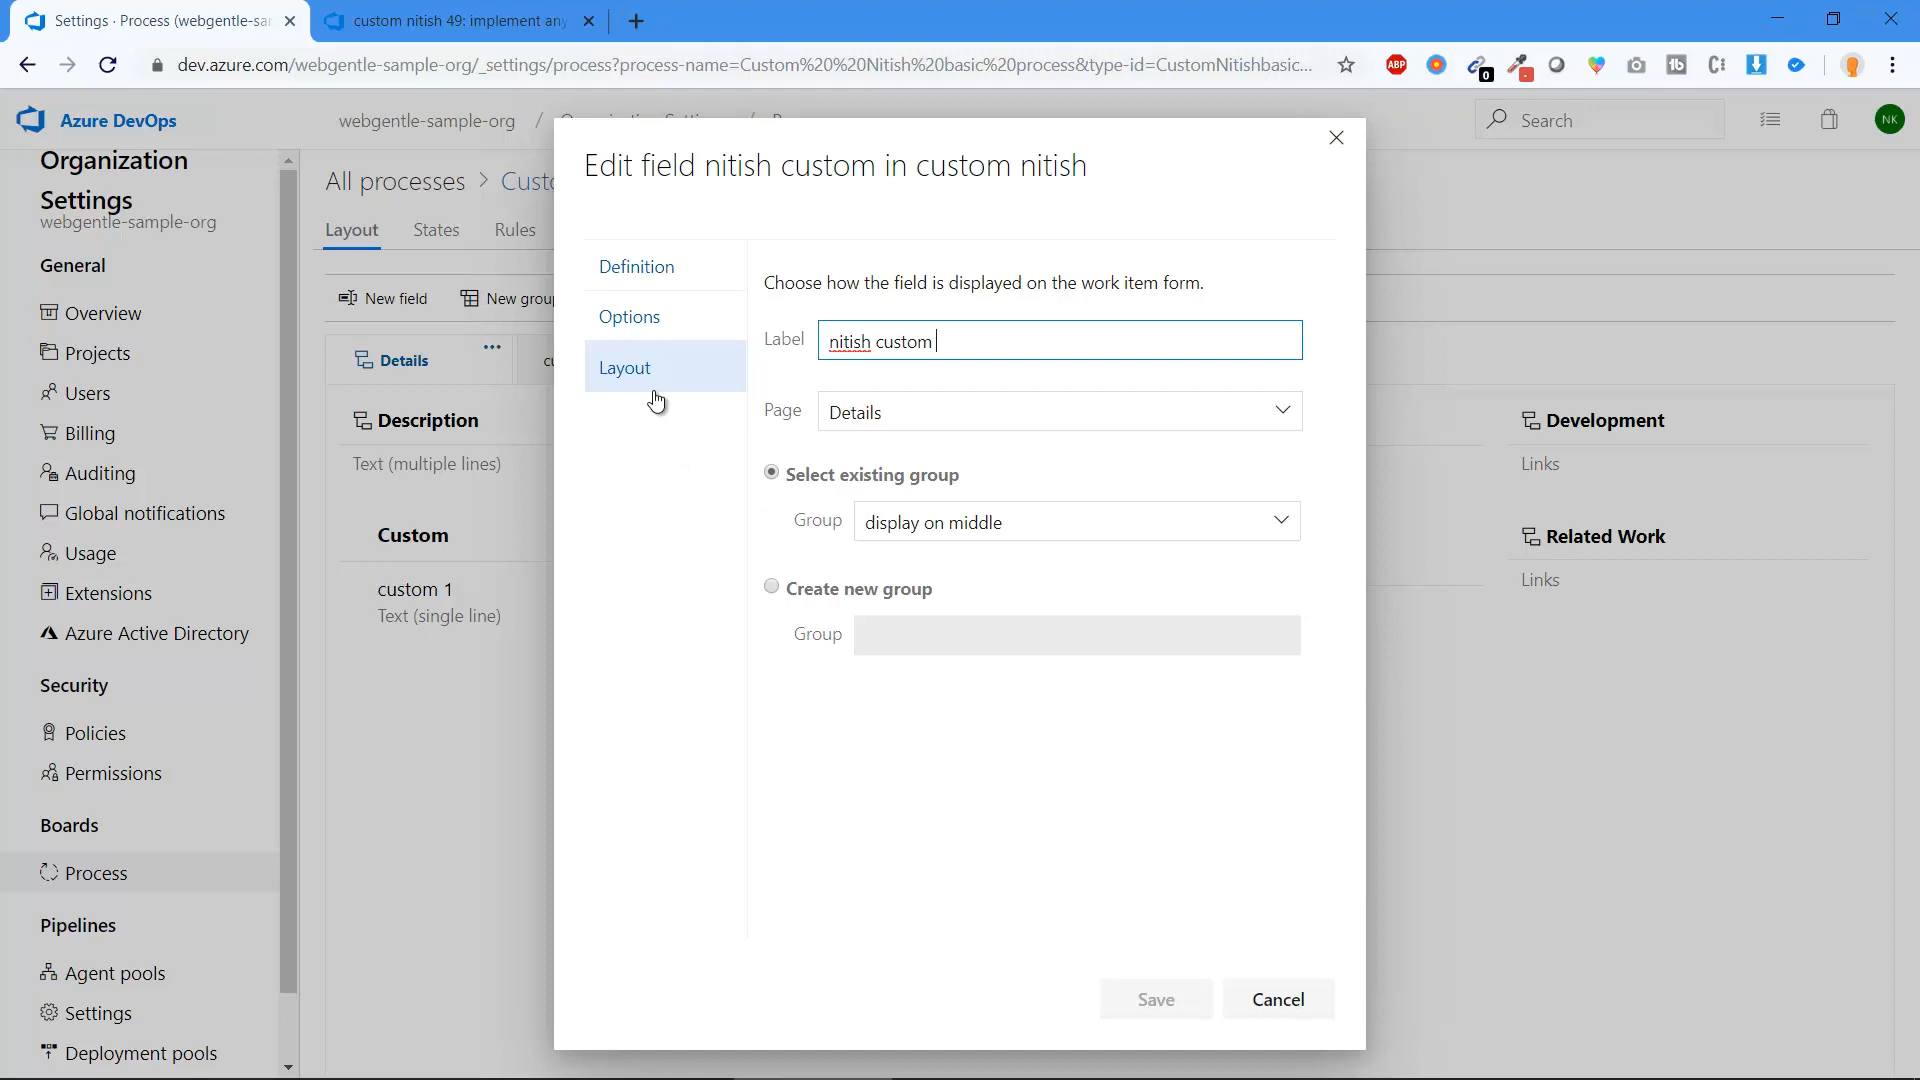 Settings · Process (webgentle-sa
custom nitish 49: implement any
dev.azure.com/webgentle-sample-org/_settings/process?process-name=Custom%20%20Nitish%20basic%20process&type-id=CustomNitishbasic...
ABP
0
Azure DevOps
webgentle-sample-org /
Search
NK
Organization
Settings
webgentle-sample-org
General
Overview
Projects
Users
Billing
Auditing
Global notifications
Usage
Extensions
Azure Active Directory
Security
Policies
Permissions
Boards
Process
Pipelines
Agent pools
Settings
Deployment pools
All processes > Custo
Layout
States
Rules
New field
New group
Details
cu
Description
Text (multiple lines)
Custom
custom 1
Text (single line)
Development
Links
Related Work
Links
Edit field nitish custom in custom nitish
Definition
Options
Layout
Choose how the field is displayed on the work item form.
Label
nitish custom
Page
Details
Select existing group
Group
display on middle
Create new group
Group
Save
Cancel